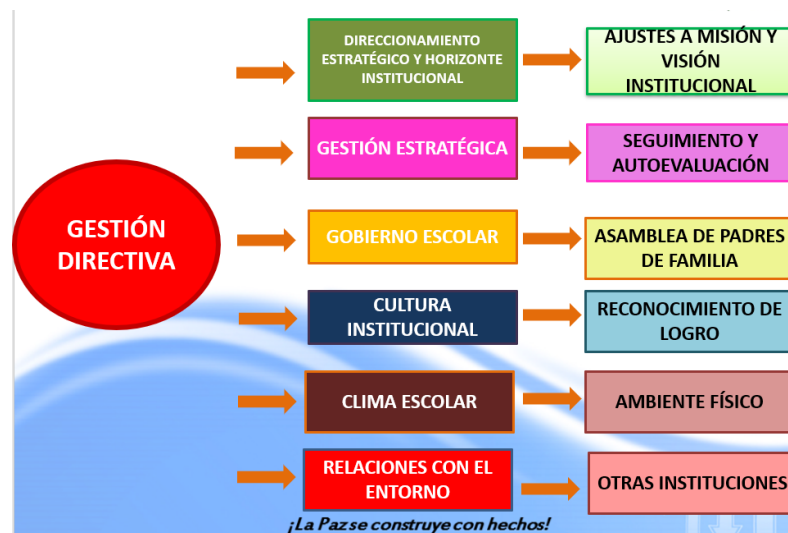 GESTIÓN
DIRECTIVA
DIRECCIONAMIENTO
ESTRATÉGICO Y HORIZONTE
INSTITUCIONAL
AJUSTES A MISIÓN Y
VISIÓN
INSTITUCIONAL
GESTIÓN ESTRATÉGICA
SEGUIMIENTO Y
AUTOEVALUACIÓN
GOBIERNO ESCOLAR
ASAMBLEA DE PADRES
DE FAMILIA
CULTURA
INSTITUCIONAL
RECONOCIMIENTO DE
LOGRO
CLIMA ESCOLAR
AMBIENTE FÍSICO
RELACIONES CON EL
ENTORNO
OTRAS INSTITUCIONES
¡La Paz se construye con hechos!